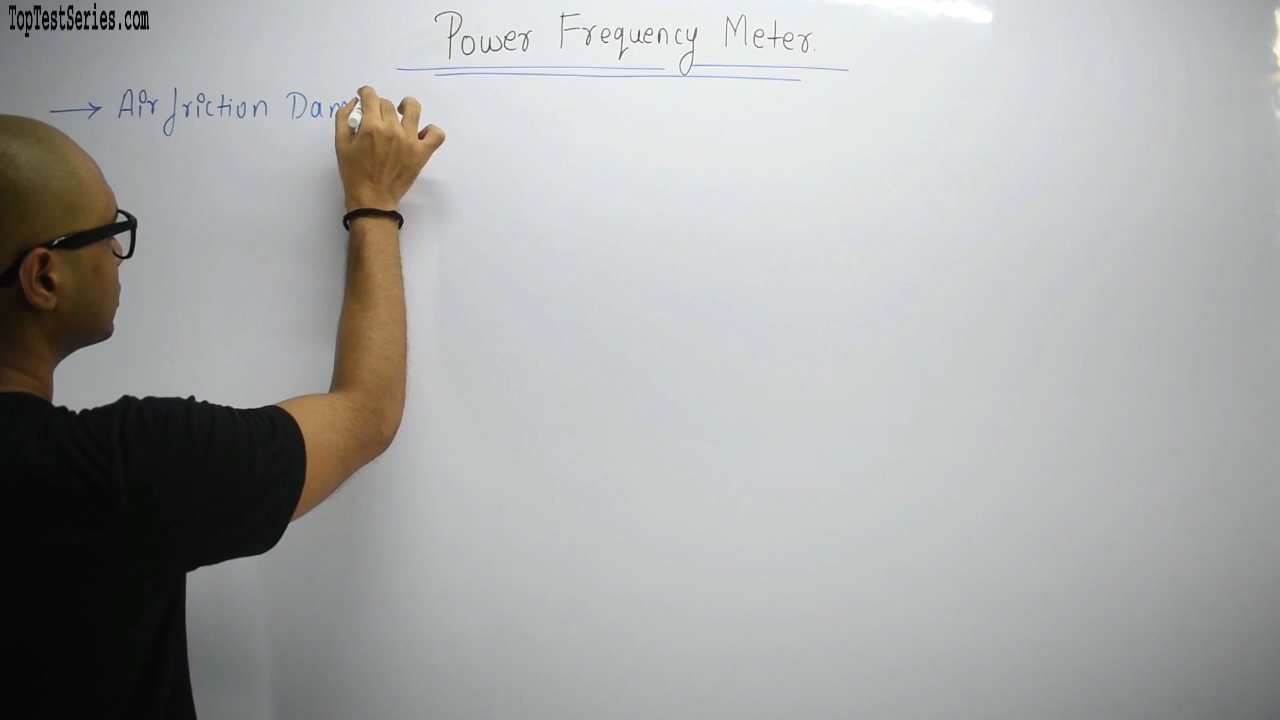 TopTestSeries.com
Power Frequency Meter.
→ Air friction Dam